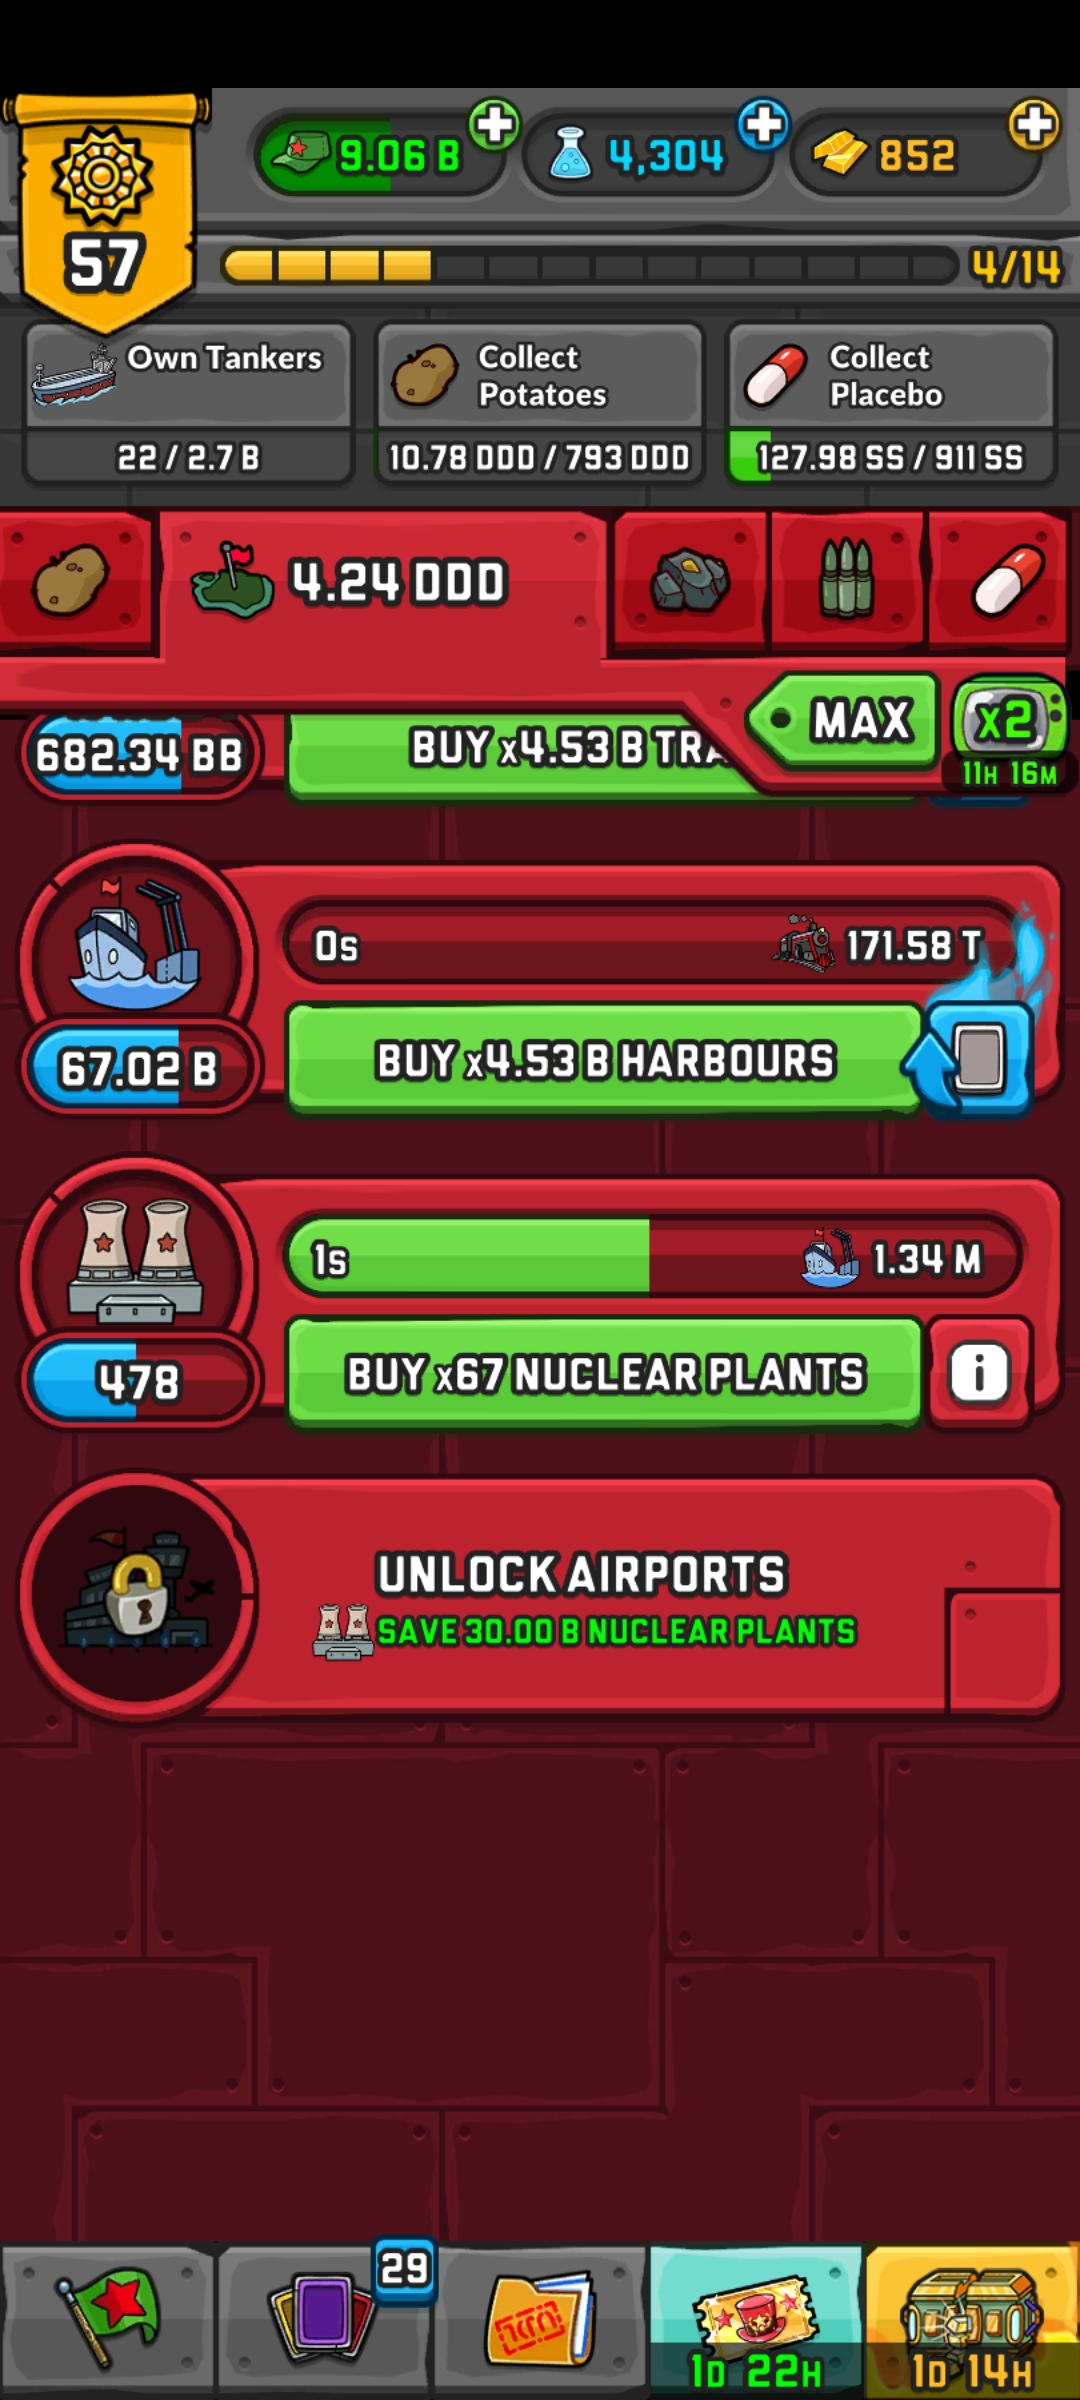 9.06 B
4,304
852
57
4/14
Own Tankers
22 / 2.7 B
Collect
Potatoes
10.78 DDD / 793 DDD
Collect
Placebo
127.98 SS / 911 SS
4.24 DDD
MAX
x2
11H 16M
682.34 BB
BUY x4.53 B TRA
0s
171.58 T
67.02 B
BUY x4.53 B HARBOURS
1s
1.34 M
478
BUY x67 NUCLEAR PLANTS
i
UNLOCK AIRPORTS
SAVE 30.00 B NUCLEAR PLANTS
29
1D 22H
1D 14H